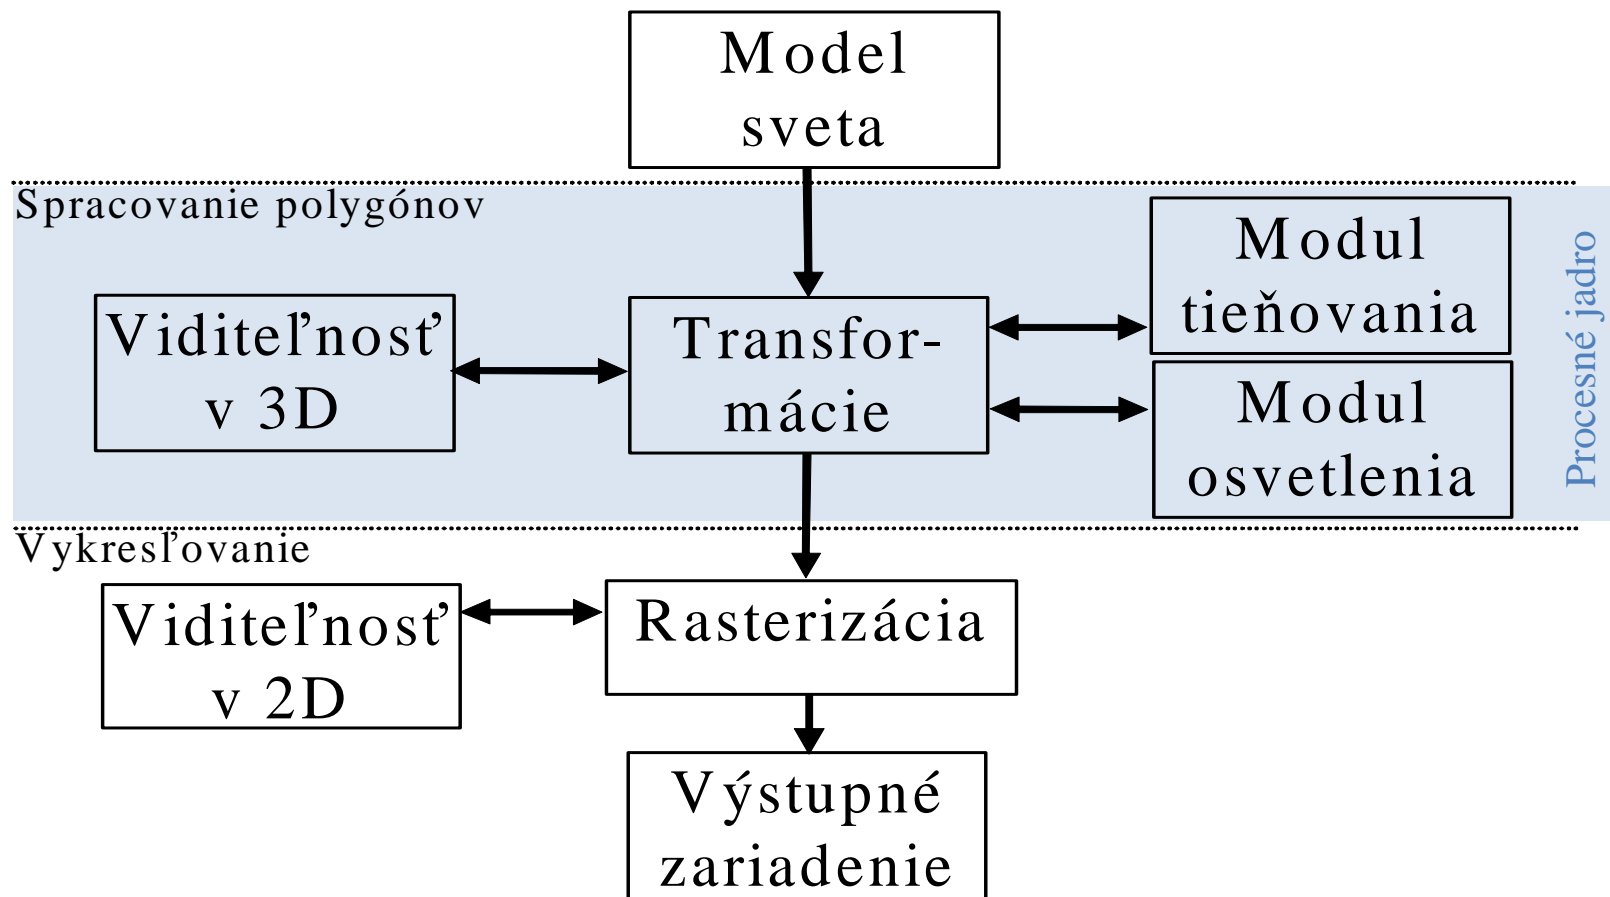 Model
sveta
Spracovanie polygónov
Viditeľnosť
v 3D
Transfor-
mácie
Modul
tieňovania
Modul
osvetlenia
Procesné jadro
Vykresľovanie
Viditeľnosť
v 2D
Rasterizácia
Výstupné
zariadenie